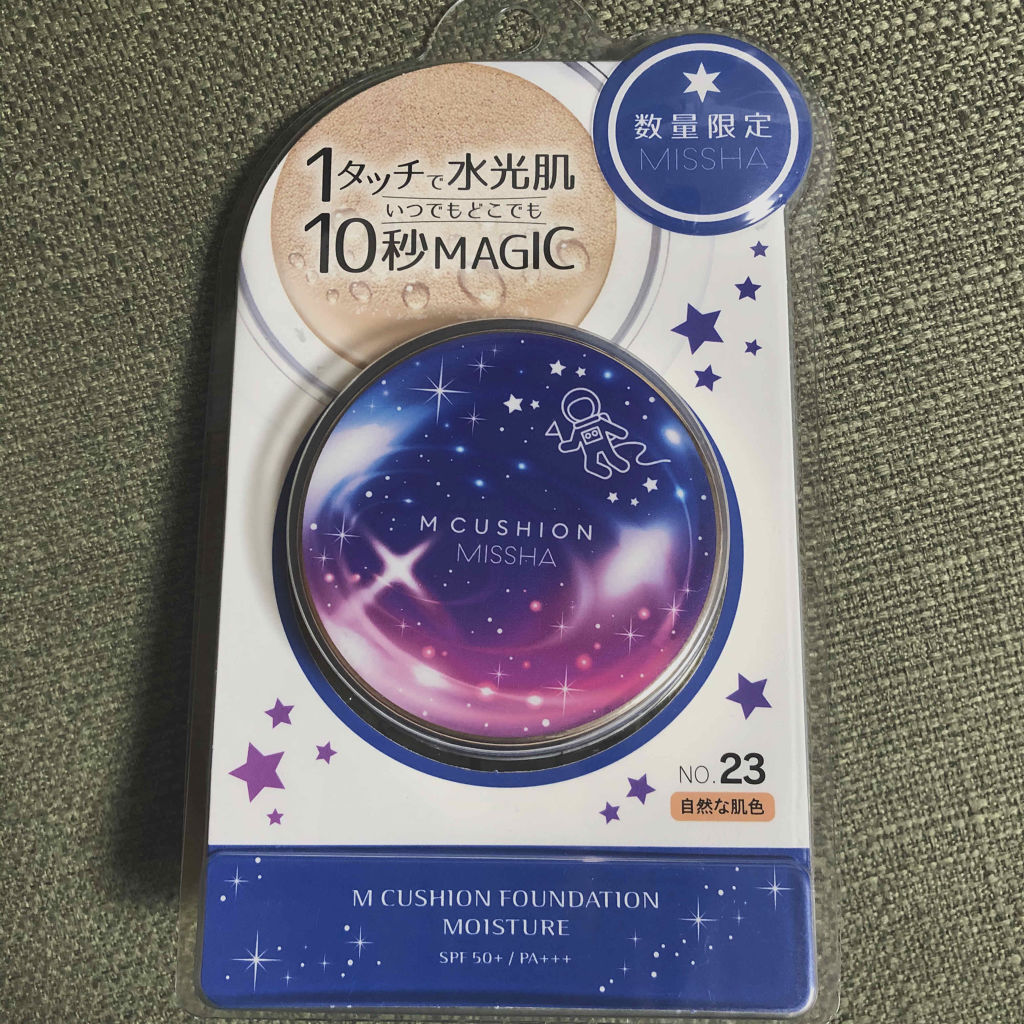 数量限定
MISSHA
1タッチで水光肌
いつでもどこでも
10秒MAGIC
M CUSHION
MISSHA
NO.23
自然な肌色
M CUSHION FOUNDATION
MOISTURE
SPF 50+ / PA+++